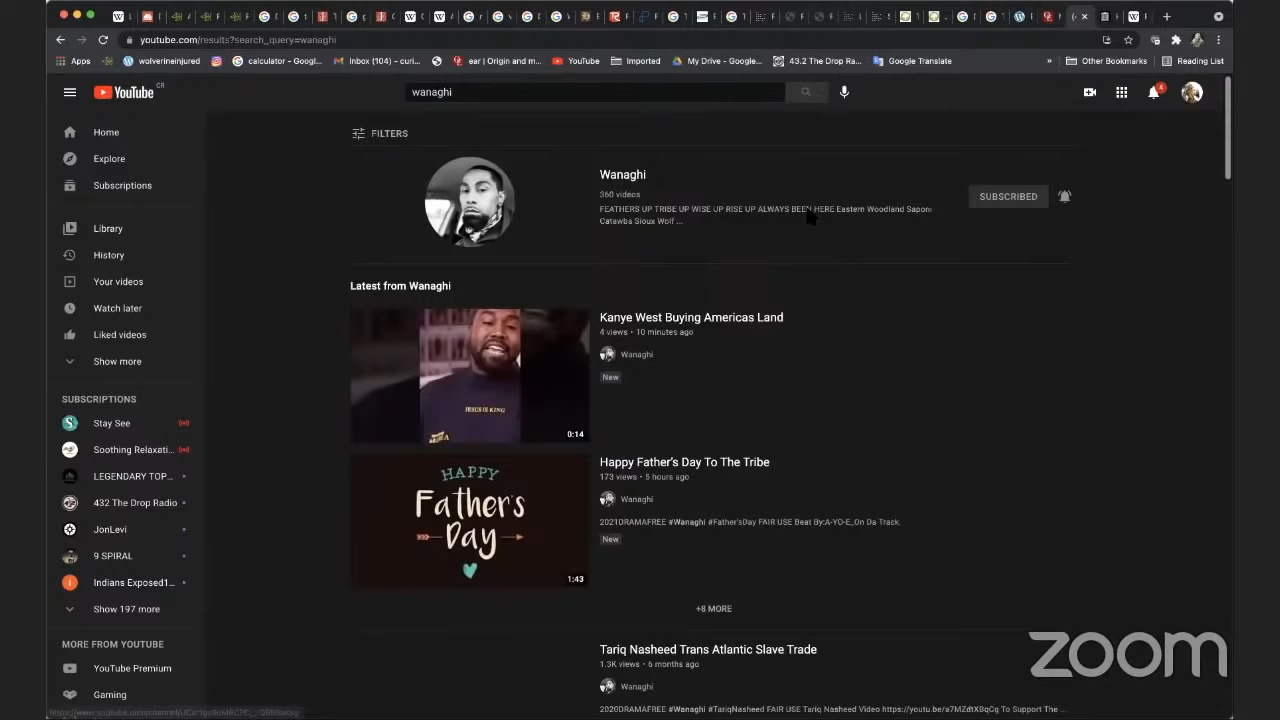 youtube.com/results?search_query=wanaghi
Apps
wolverineinjured
calculator - Googl...
Inbox (104) - curi...
ear | Origin and m...
YouTube
Imported
My Drive - Google...
43.2 The Drop Ra...
Google Translate
»
Other Bookmarks
Reading List
YouTube CR
wanaghi
4
Home
Explore
Subscriptions
Library
History
Your videos
Watch later
Liked videos
Show more
SUBSCRIPTIONS
Stay See
Soothing Relaxati...
LEGENDARY TOP...
432 The Drop Radio
JonLevi
9 SPIRAL
Indians Exposed1...
Show 197 more
MORE FROM YOUTUBE
YouTube Premium
Gaming
FILTERS
Wanaghi
360 videos
FEATHERS UP TRIBE UP WISE UP RISE UP ALWAYS BEEN HERE Eastern Woodland Sapon
Catawba Sioux Wolf ...
SUBSCRIBED
Latest from Wanaghi
JESUS IS KING
0:14
Kanye West Buying Americas Land
4 views • 10 minutes ago
Wanaghi
New
HAPPY
Father's
Day
1:43
Happy Father's Day To The Tribe
173 views • 5 hours ago
Wanaghi
2021DRAMAFREE #Wanaghi #Father'sDay FAIR USE Beat By:A-YO-E_On Da Track.
New
+8 MORE
Tariq Nasheed Trans Atlantic Slave Trade
1.3K views • 6 months ago
Wanaghi
2020DRAMAFREE #Wanaghi #TariqNasheed FAIR USE Tariq Nasheed Video https://youtu.be/a7MZdtXBqCg To Support The ...
zoom